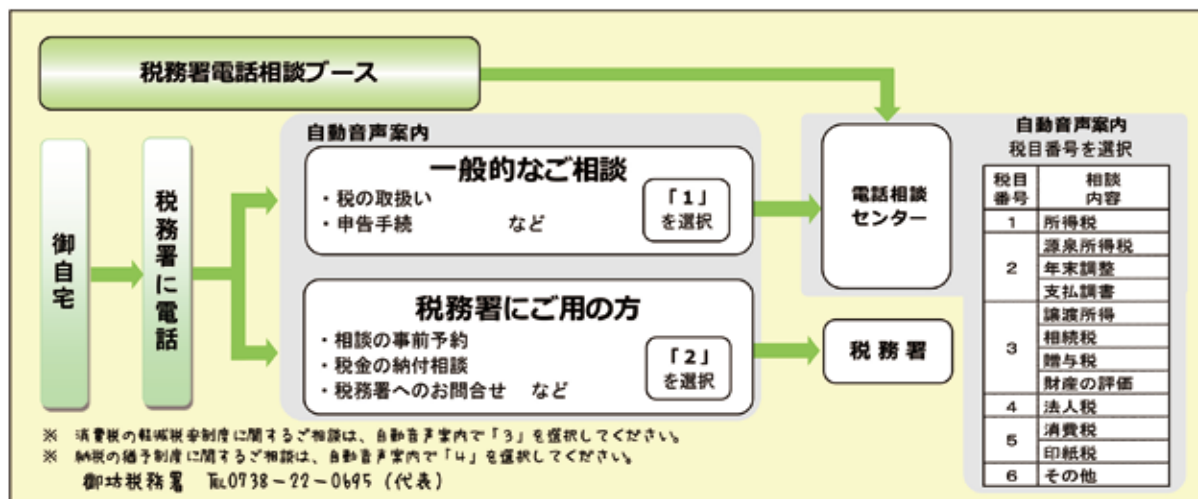 税務署電話相談ブース
御自宅
税務署に電話
自動音声案内
一般的なご相談
・税の取扱い
・申告手続　など
「1」
を選択
税務署にご用の方
・相談の事前予約
・税金の納付相談
・税務署へのお問合せ　など
「2」
を選択
電話相談
センター
税務署
自動音声案内
税目番号を選択
税目番号　相談内容
1　所得税
2　源泉所得税
年末調整
支払調書
3　譲渡所得
相続税
贈与税
財産の評価
4　法人税
5　消費税
印紙税
6　その他
※　消費税の軽減税率制度に関するご相談は、自動音声案内で「3」を選択してください。
※　納税の猶予制度に関するご相談は、自動音声案内で「4」を選択してください。
御坊税務署　℡0738－22－0695（代表）